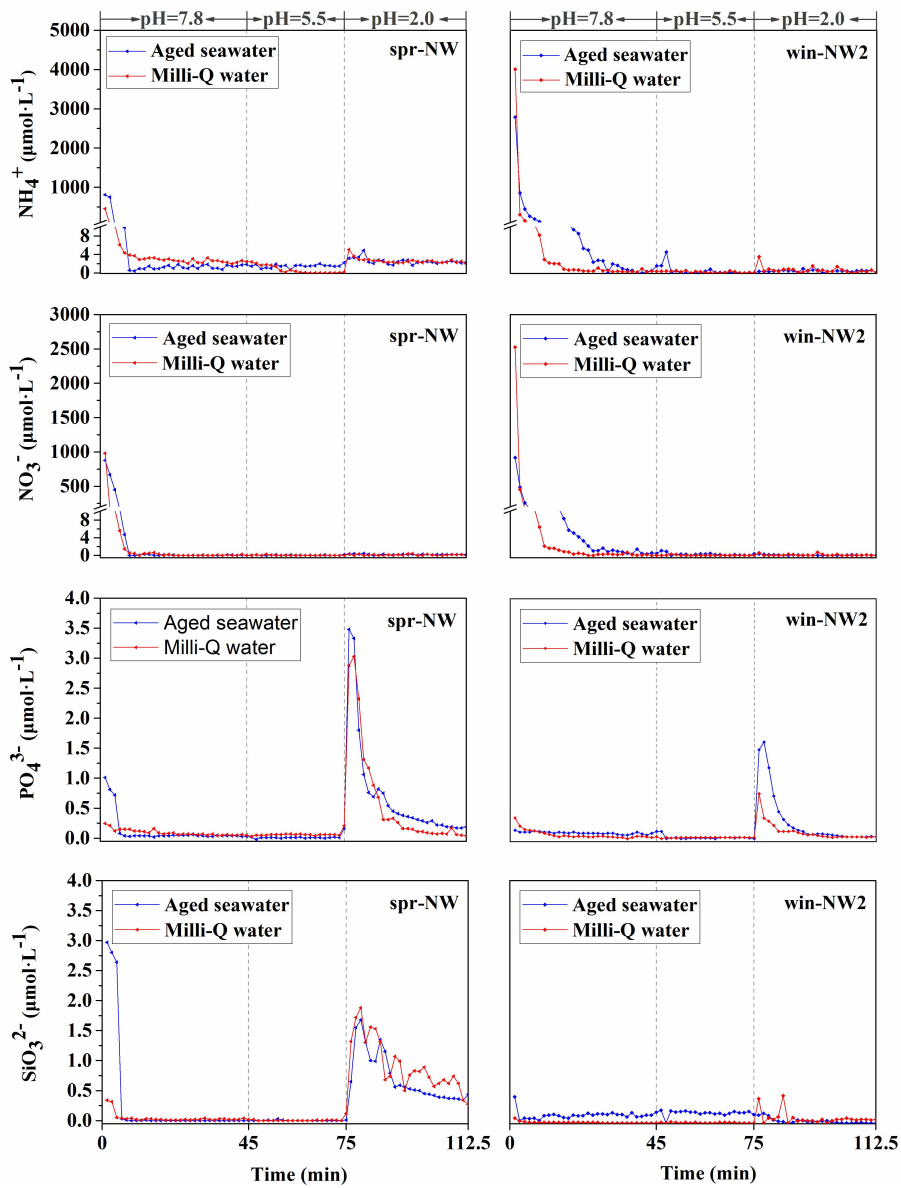 pH=7.8 pH=5.5 pH=2.0 pH=7.8 pH=5.5 pH=2.0
NH₄⁺ (μmol·L⁻¹)
5000
4000
3000
2000
1000
8
4
0
Aged seawater
Milli-Q water
spr-NW
Aged seawater
Milli-Q water
win-NW2
NO₃⁻ (μmol·L⁻¹)
3000
2500
2000
1500
1000
500
8
4
0
Aged seawater
Milli-Q water
spr-NW
Aged seawater
Milli-Q water
win-NW2
PO₄³⁻ (μmol·L⁻¹)
4.0
3.5
3.0
2.5
2.0
1.5
1.0
0.5
0.0
Aged seawater
Milli-Q water
spr-NW
Aged seawater
Milli-Q water
win-NW2
SiO₃²⁻ (μmol·L⁻¹)
4.0
3.5
3.0
2.5
2.0
1.5
1.0
0.5
0.0
Aged seawater
Milli-Q water
spr-NW
Aged seawater
Milli-Q water
win-NW2
0 45 75 112.5 0 45 75 112.5
Time (min) Time (min)